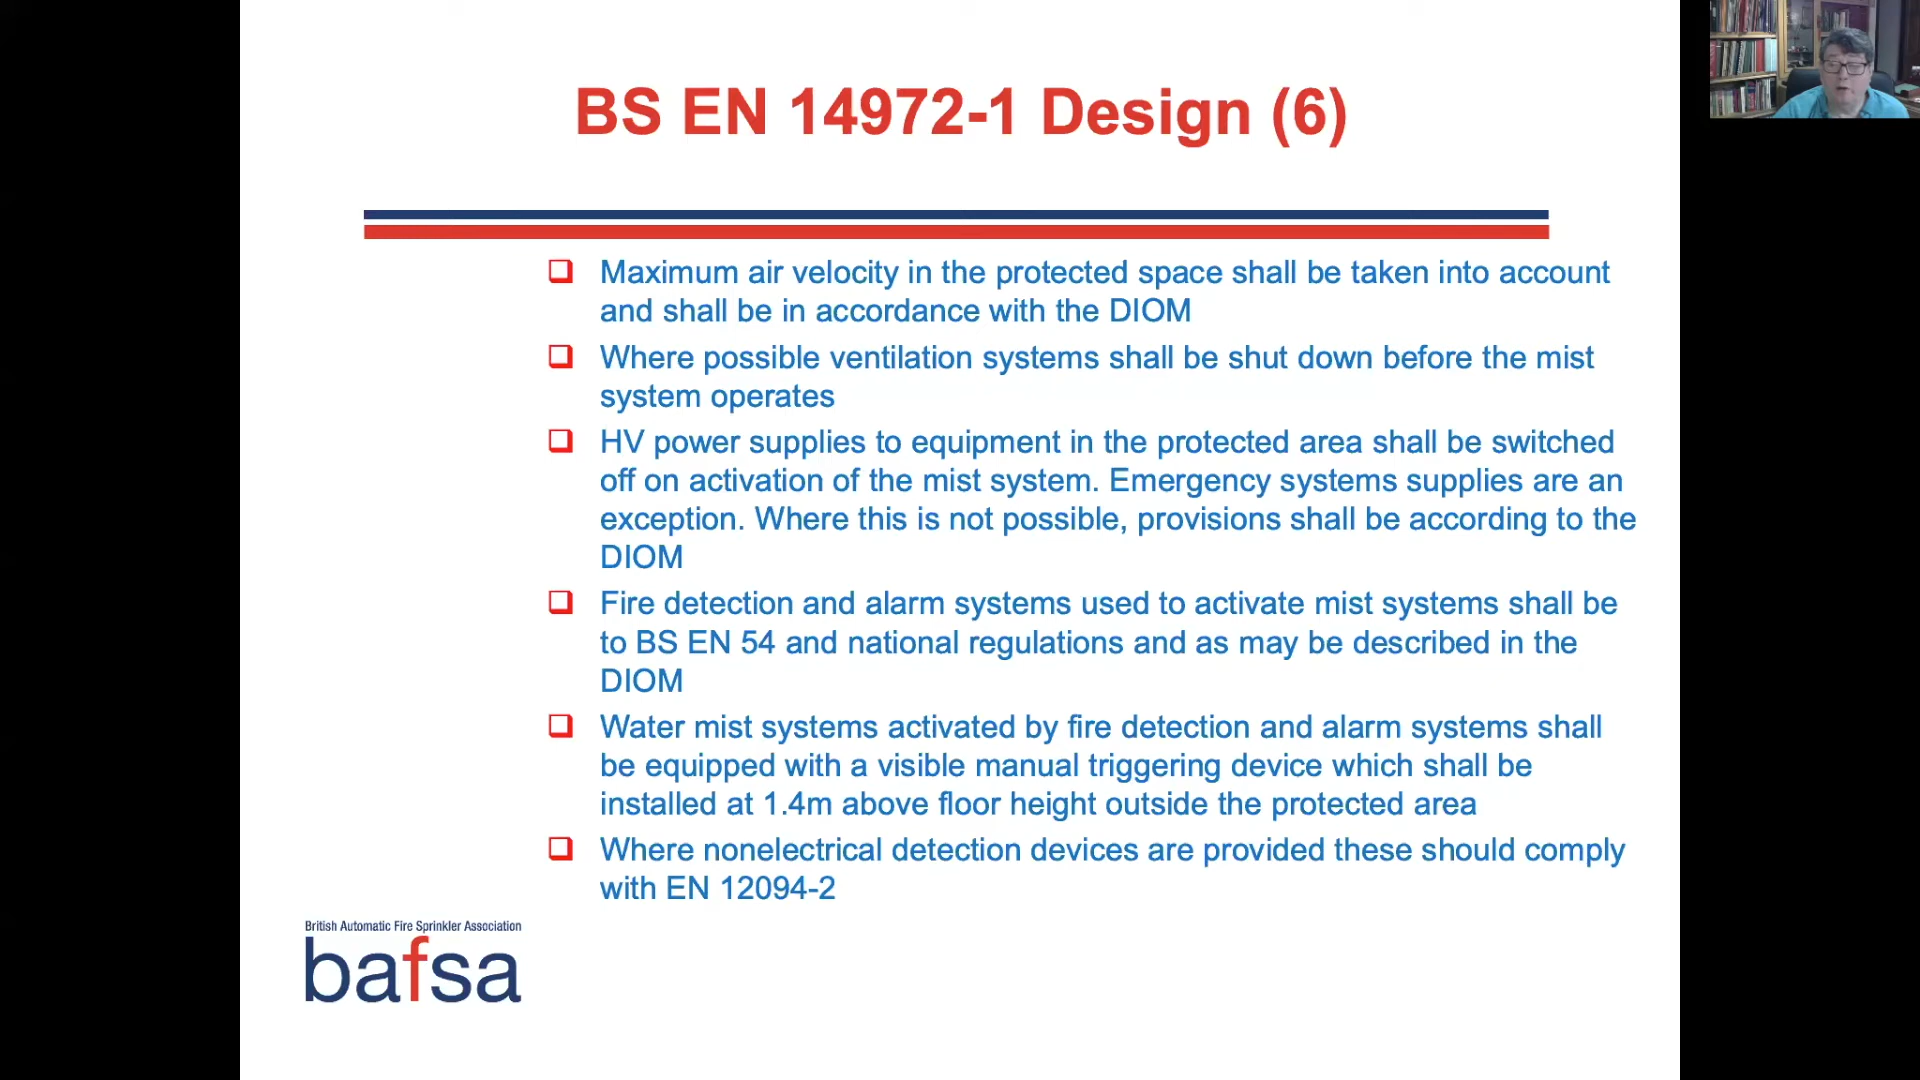 BS EN 14972-1 Design (6)
Maximum air velocity in the protected space shall be taken into account
and shall be in accordance with the DIOM
Where possible ventilation systems shall be shut down before the mist
system operates
HV power supplies to equipment in the protected area shall be switched
off on activation of the mist system. Emergency systems supplies are an
exception. Where this is not possible, provisions shall be according to the
DIOM
Fire detection and alarm systems used to activate mist systems shall be
to BS EN 54 and national regulations and as may be described in the
DIOM
Water mist systems activated by fire detection and alarm systems shall
be equipped with a visible manual triggering device which shall be
installed at 1.4m above floor height outside the protected area
Where nonelectrical detection devices are provided these should comply
with EN 12094-2
British Automatic Fire Sprinkler Association
bafsa